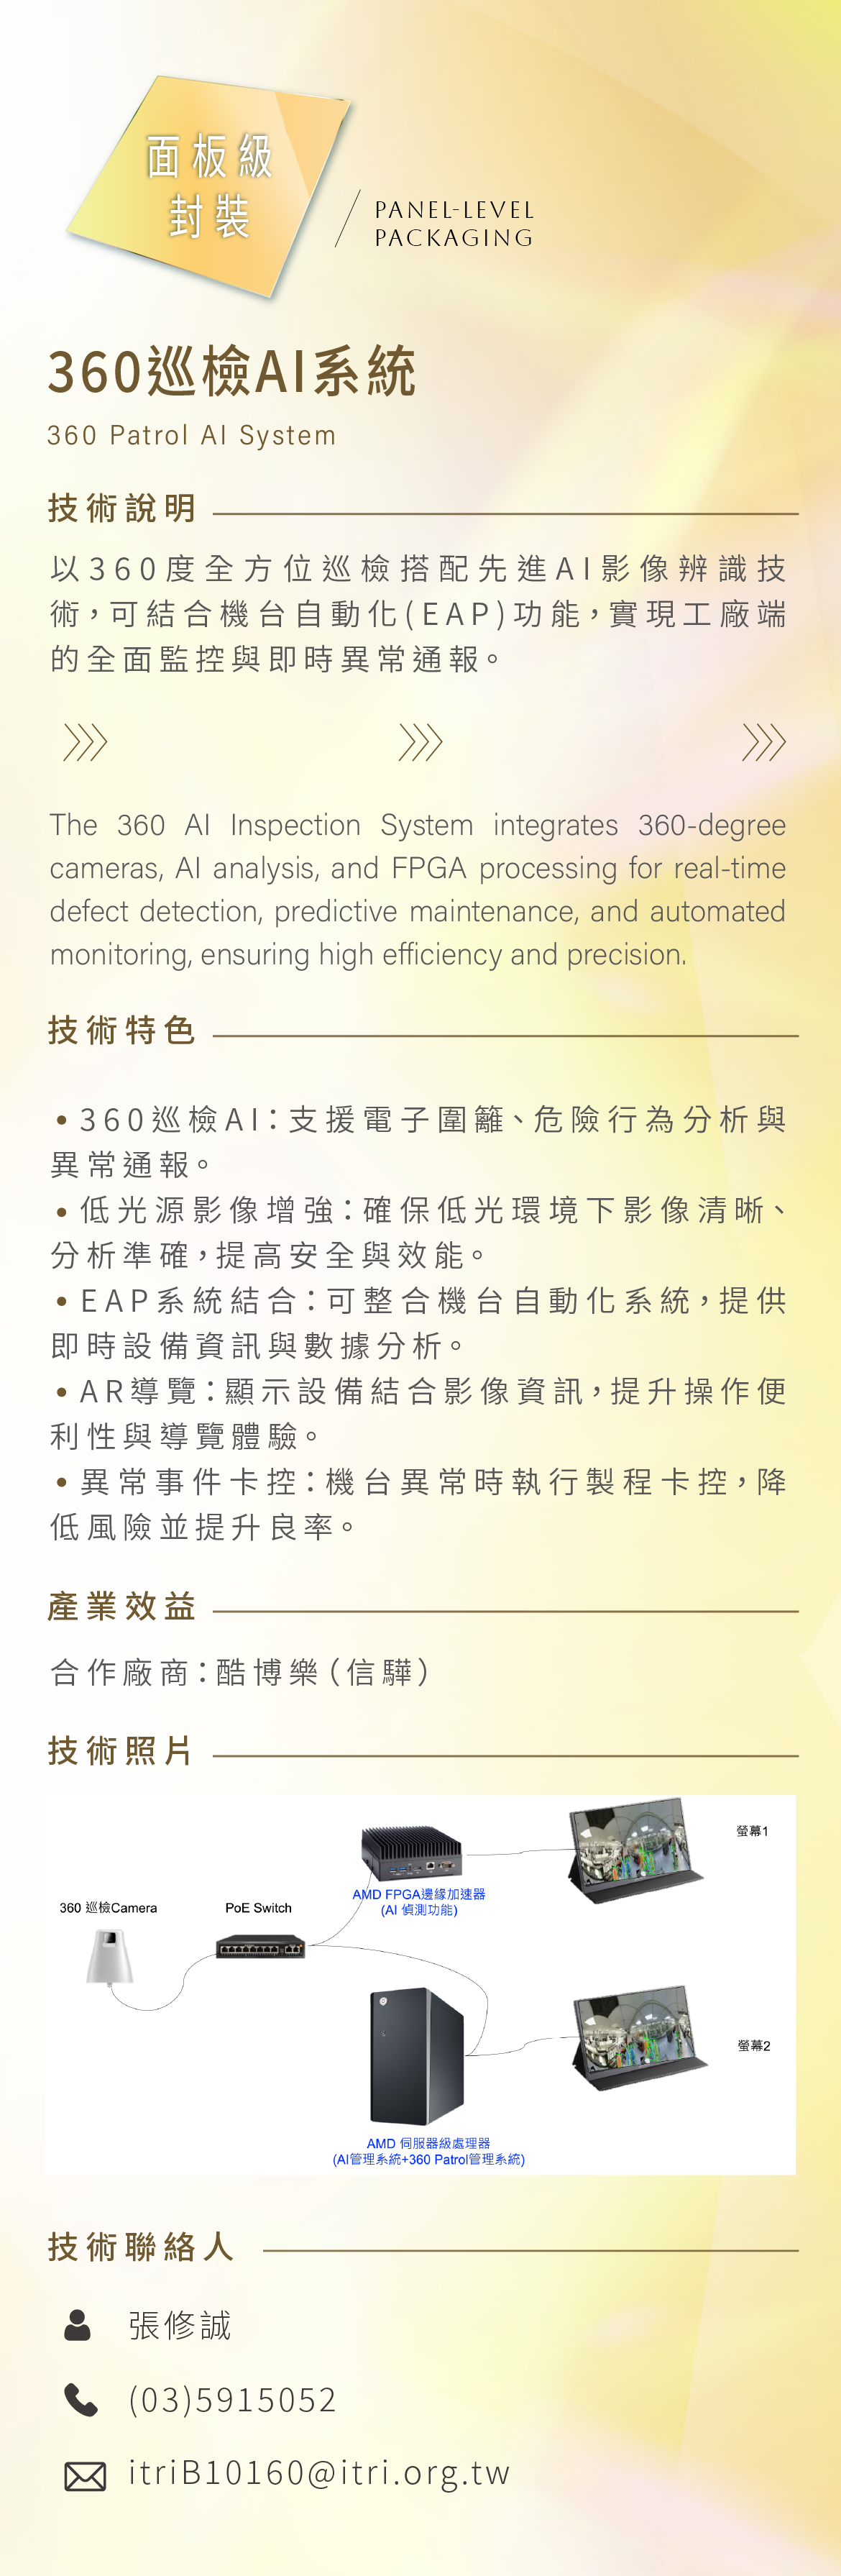 面板級
封裝
PANEL-LEVEL
PACKAGING
360巡檢AI系統
360 Patrol AI System
技術說明
以360度全方位巡檢搭配先進AI影像辨識技
術，可結合機台自動化(EAP)功能，實現工廠端
的全面監控與即時異常通報。
The 360 AI Inspection System integrates 360-degree
cameras, AI analysis, and FPGA processing for real-time
defect detection, predictive maintenance, and automated
monitoring, ensuring high efficiency and precision.
技術特色
• 360巡檢AI：支援電子圍籬、危險行為分析與
異常通報。
• 低光源影像增強：確保低光環境下影像清晰、
分析準確，提高安全與效能。
• EAP系統結合：可整合機台自動化系統，提供
即時設備資訊與數據分析。
• AR導覽：顯示設備結合影像資訊，提升操作便
利性與導覽體驗。
• 異常事件卡控：機台異常時執行製程卡控，降
低風險並提升良率。
產業效益
合作廠商：酷博樂（信驊）
技術照片
螢幕1
AMD FPGA邊緣加速器
(AI 偵測功能)
360 巡檢Camera
PoE Switch
螢幕2
AMD 伺服器級處理器
(AI管理系統+360 Patrol管理系統)
技術聯絡人
張修誠
(03)5915052
itriB10160@itri.org.tw